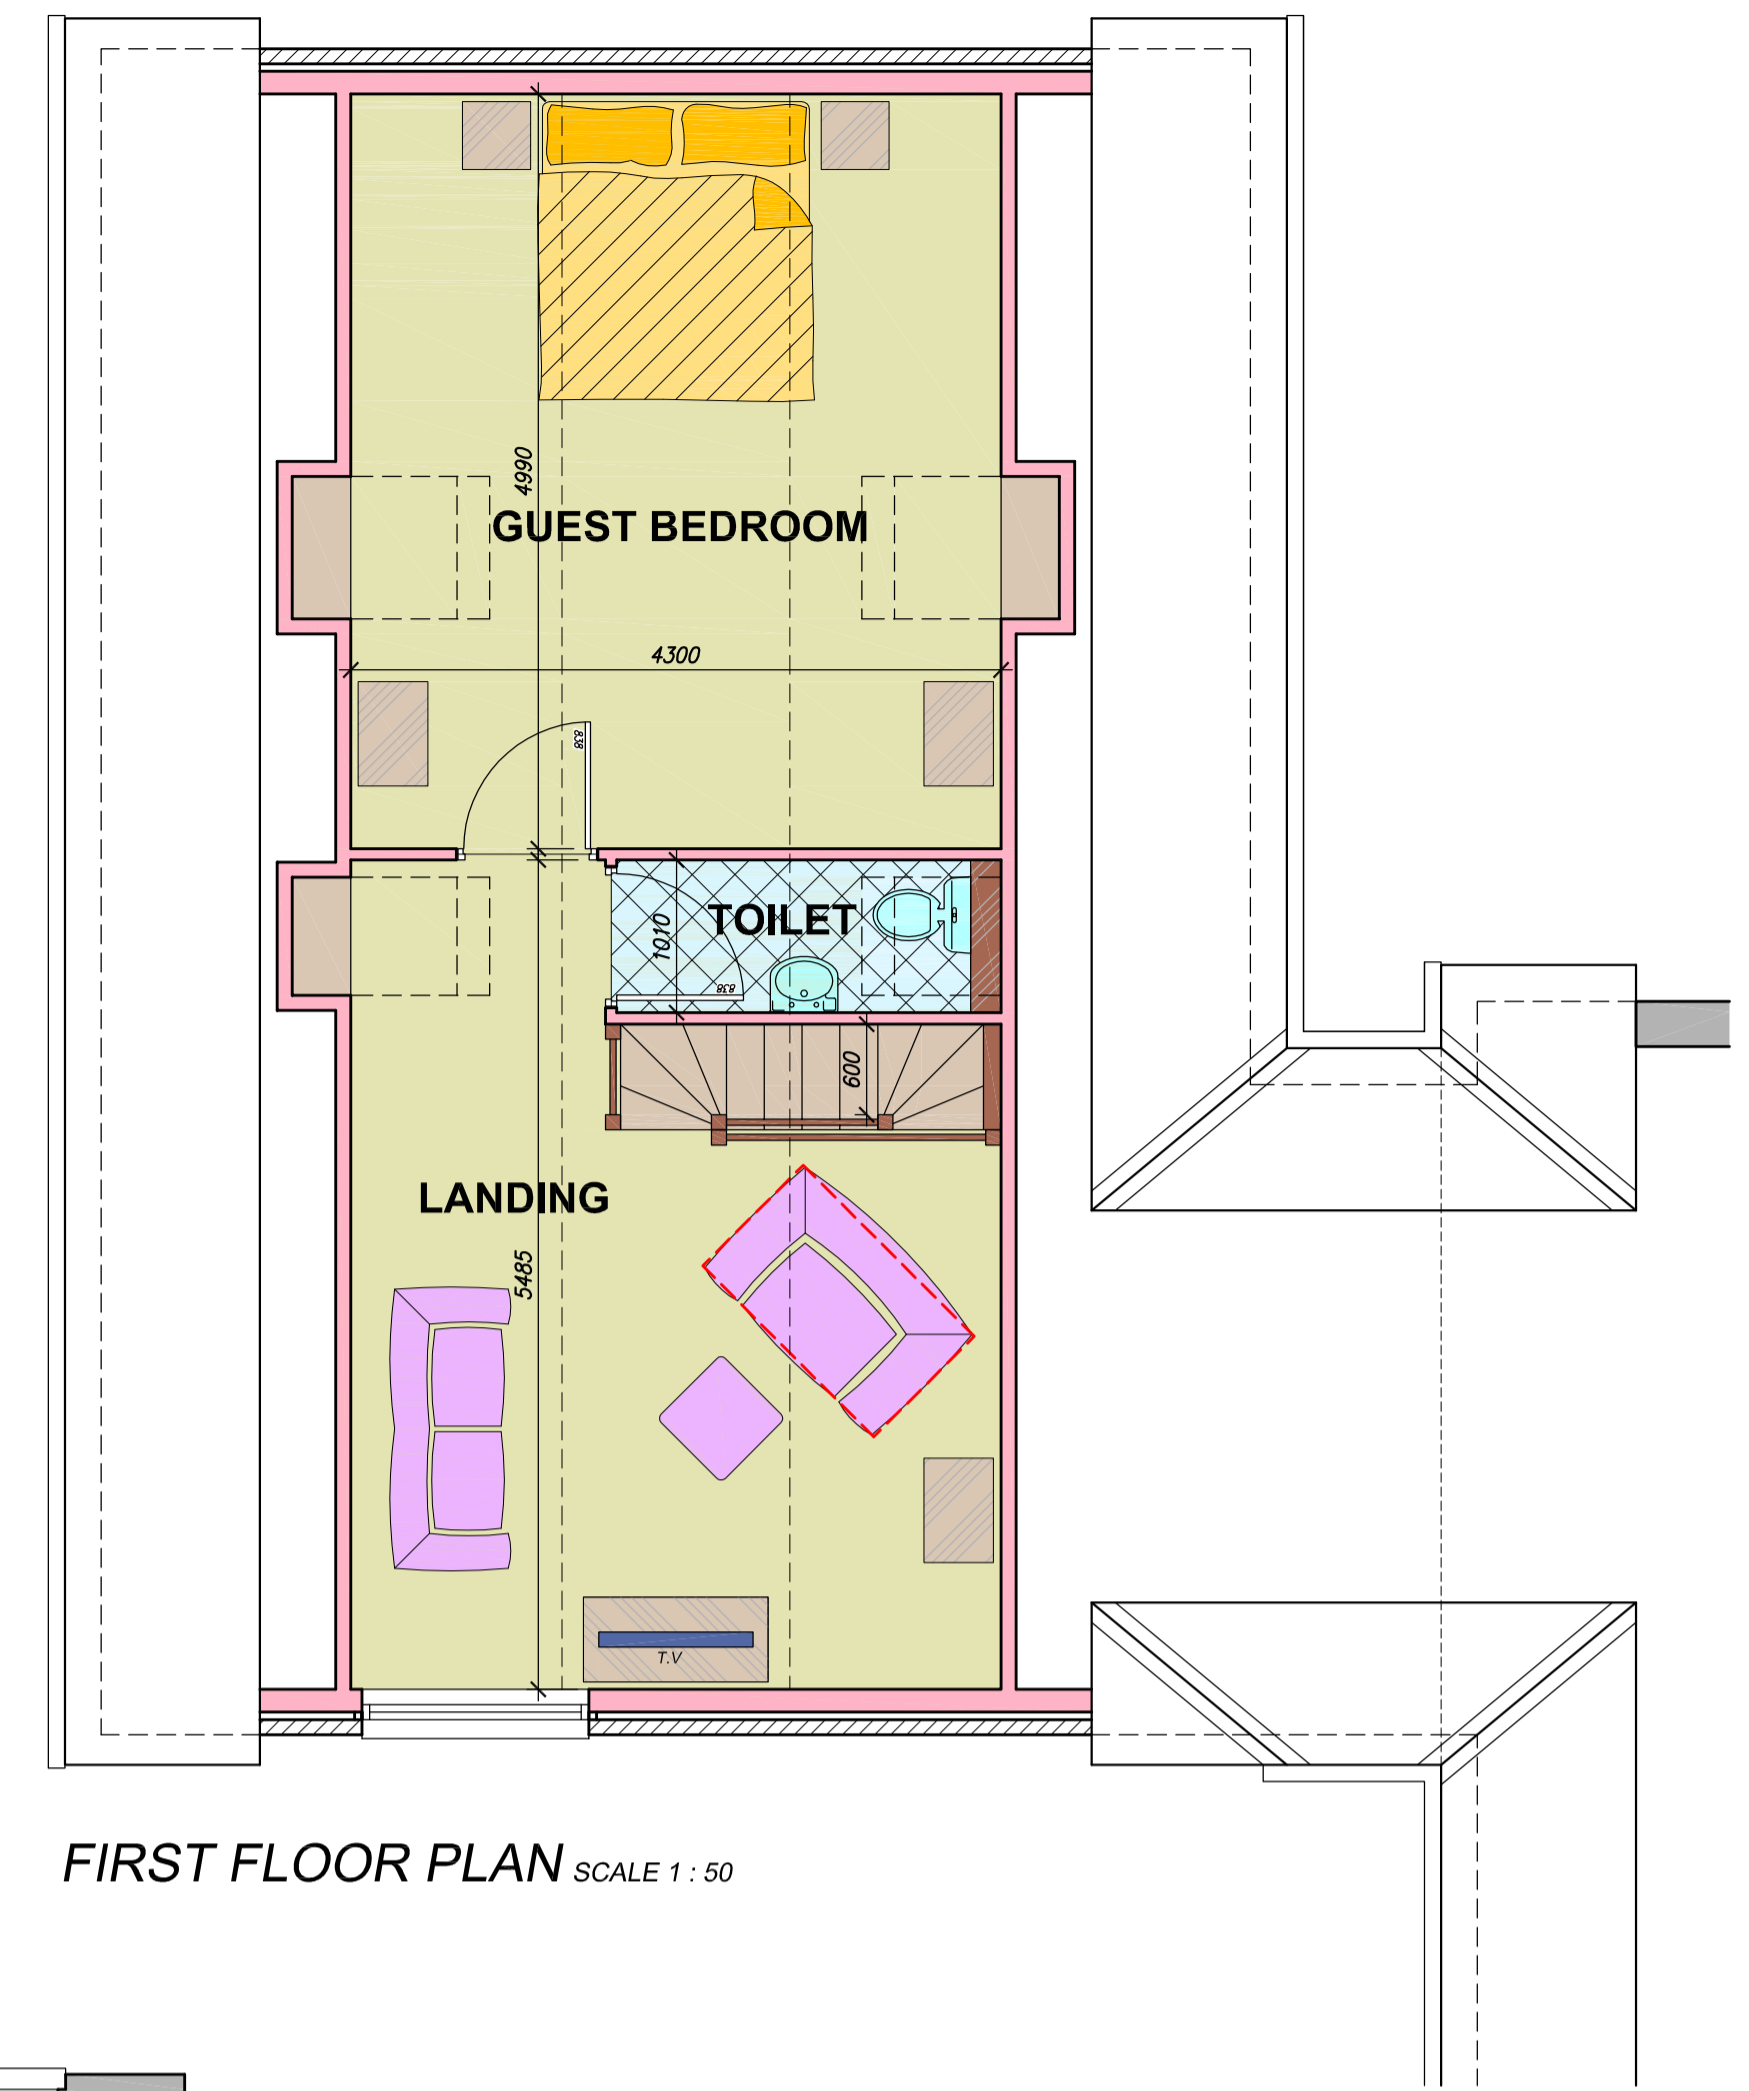 4990
GUEST BEDROOM
4300
838
TOILET
1010
838
600
LANDING
5485
T.V
FIRST FLOOR PLAN SCALE 1 : 50